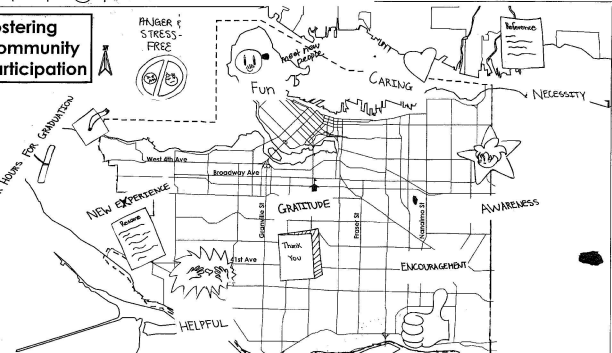 ostering
ommunity
articipation
ANGER &
STRESS-
FREE
meet new
people
Fun
CARING
Reference
NECESSITY
HOURS FOR GRADUATION
West 4th Ave
Broadway Ave
NEW EXPERIENCE
Resume
Granville St
GRATITUDE
Thank
You
Fraser St
Nanaimo St
AWARENESS
41st Ave
ENCOURAGEMENT
HELPFUL